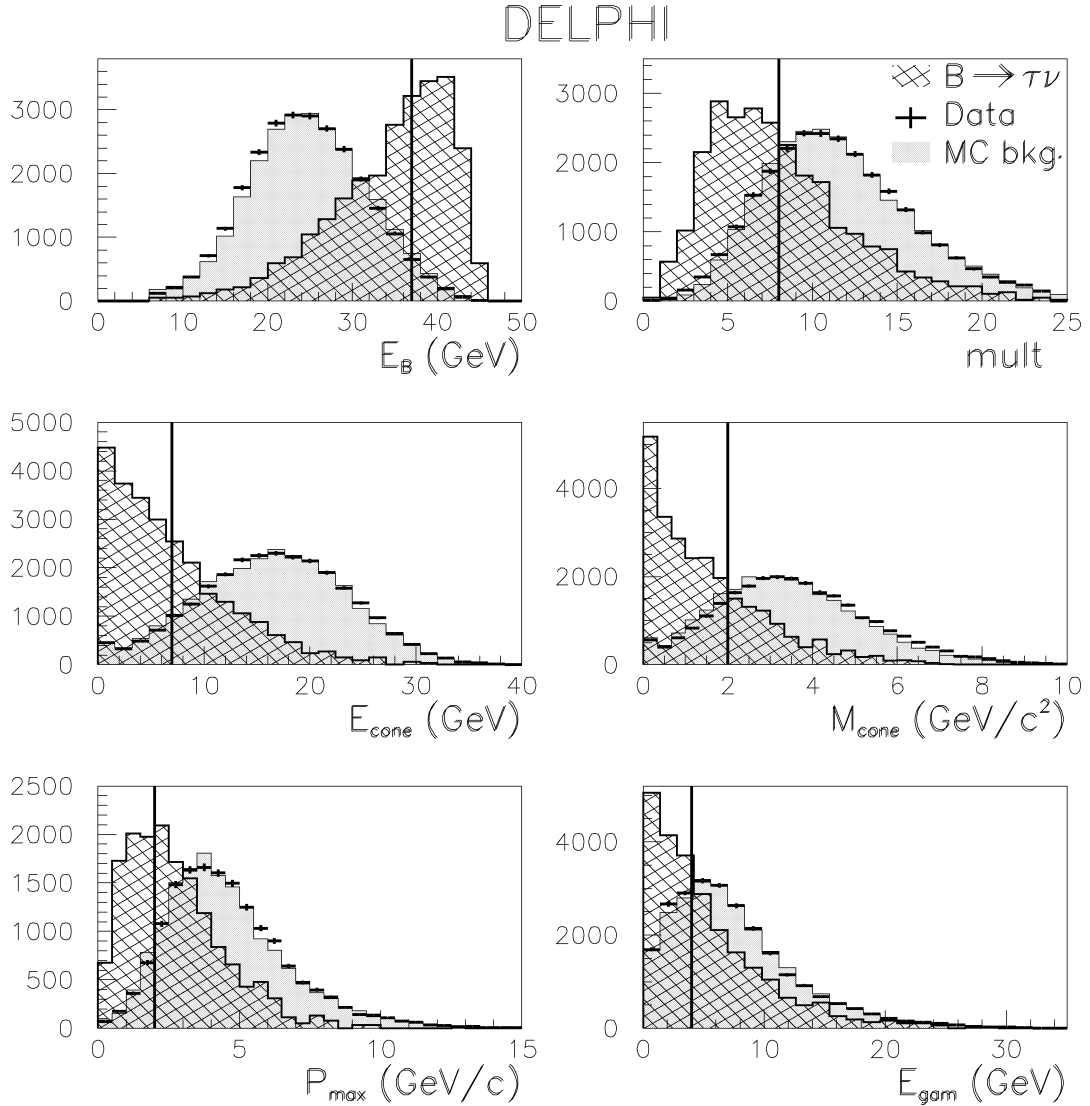 DELPHI
3000
2000
1000
0
0 10 20 30 40 50
E_B (GeV)
3000
2000
1000
0
B ⟶ τν
Data
MC bkg.
0 5 10 15 20 25
mult
5000
4000
3000
2000
1000
0
0 10 20 30 40
E_cone (GeV)
4000
2000
0
0 2 4 6 8 10
M_cone (GeV/c²)
2500
2000
1500
1000
500
0
0 5 10 15
P_max (GeV/c)
4000
2000
0
0 10 20 30
E_gam (GeV)